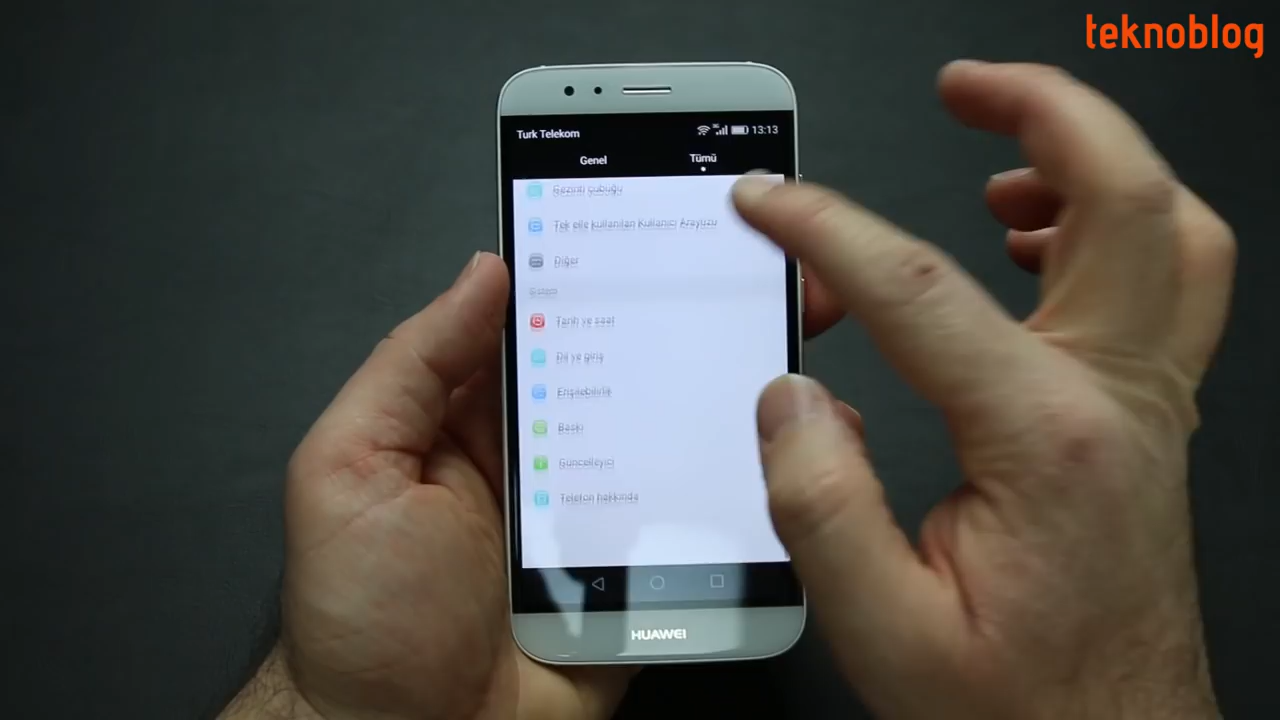 teknoblog
Turk Telekom 13:13
Genel Tümü
Gezinti çubuğu
Tek elle kullanılan Kullanıcı Arayüzü
Diğer
Sistem
Tarih ve saat
Dil ve giriş
Erişilebilirlik
Baskı
Güncelleyici
Telefon hakkında
HUAWEI